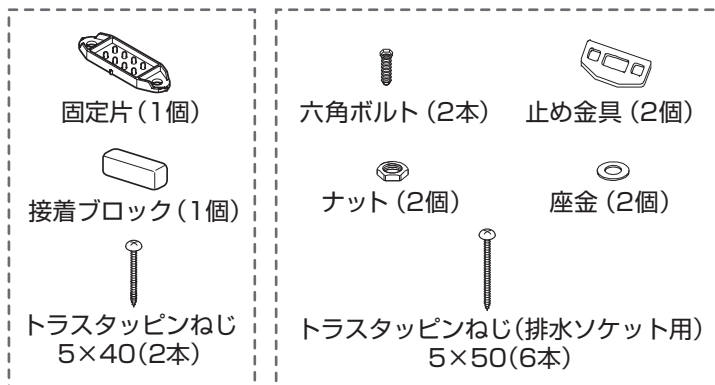 固定片(1個)
接着ブロック(1個)
トラスタッピンねじ
5×40(2本)
六角ボルト(2本)
止め金具(2個)
ナット(2個)
座金(2個)
トラスタッピンねじ(排水ソケット用)
5×50(6本)